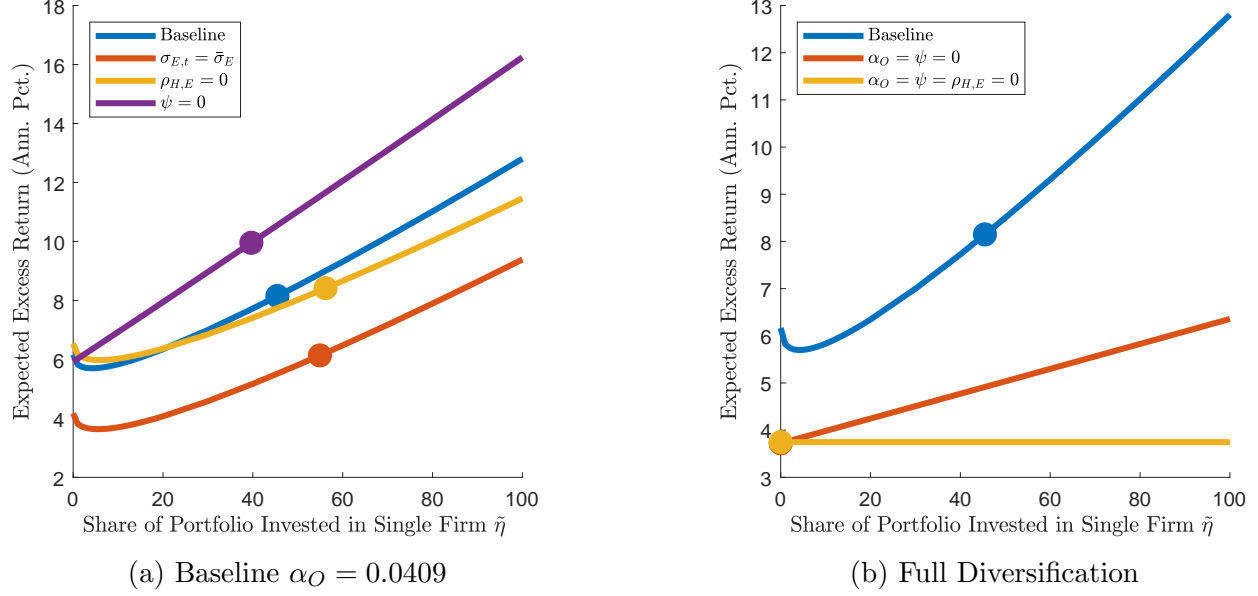 Expected Excess Return (Ann. Pct.)
18
16
14
12
10
8
6
4
2
Baseline
σ_{E,t} = σ̄_E
ρ_{H,E} = 0
ψ = 0
0 20 40 60 80 100
Share of Portfolio Invested in Single Firm η̃
(a) Baseline α_O = 0.0409
Expected Excess Return (Ann. Pct.)
13
12
11
10
9
8
7
6
5
4
3
Baseline
α_O = ψ = 0
α_O = ψ = ρ_{H,E} = 0
0 20 40 60 80 100
Share of Portfolio Invested in Single Firm η̃
(b) Full Diversification